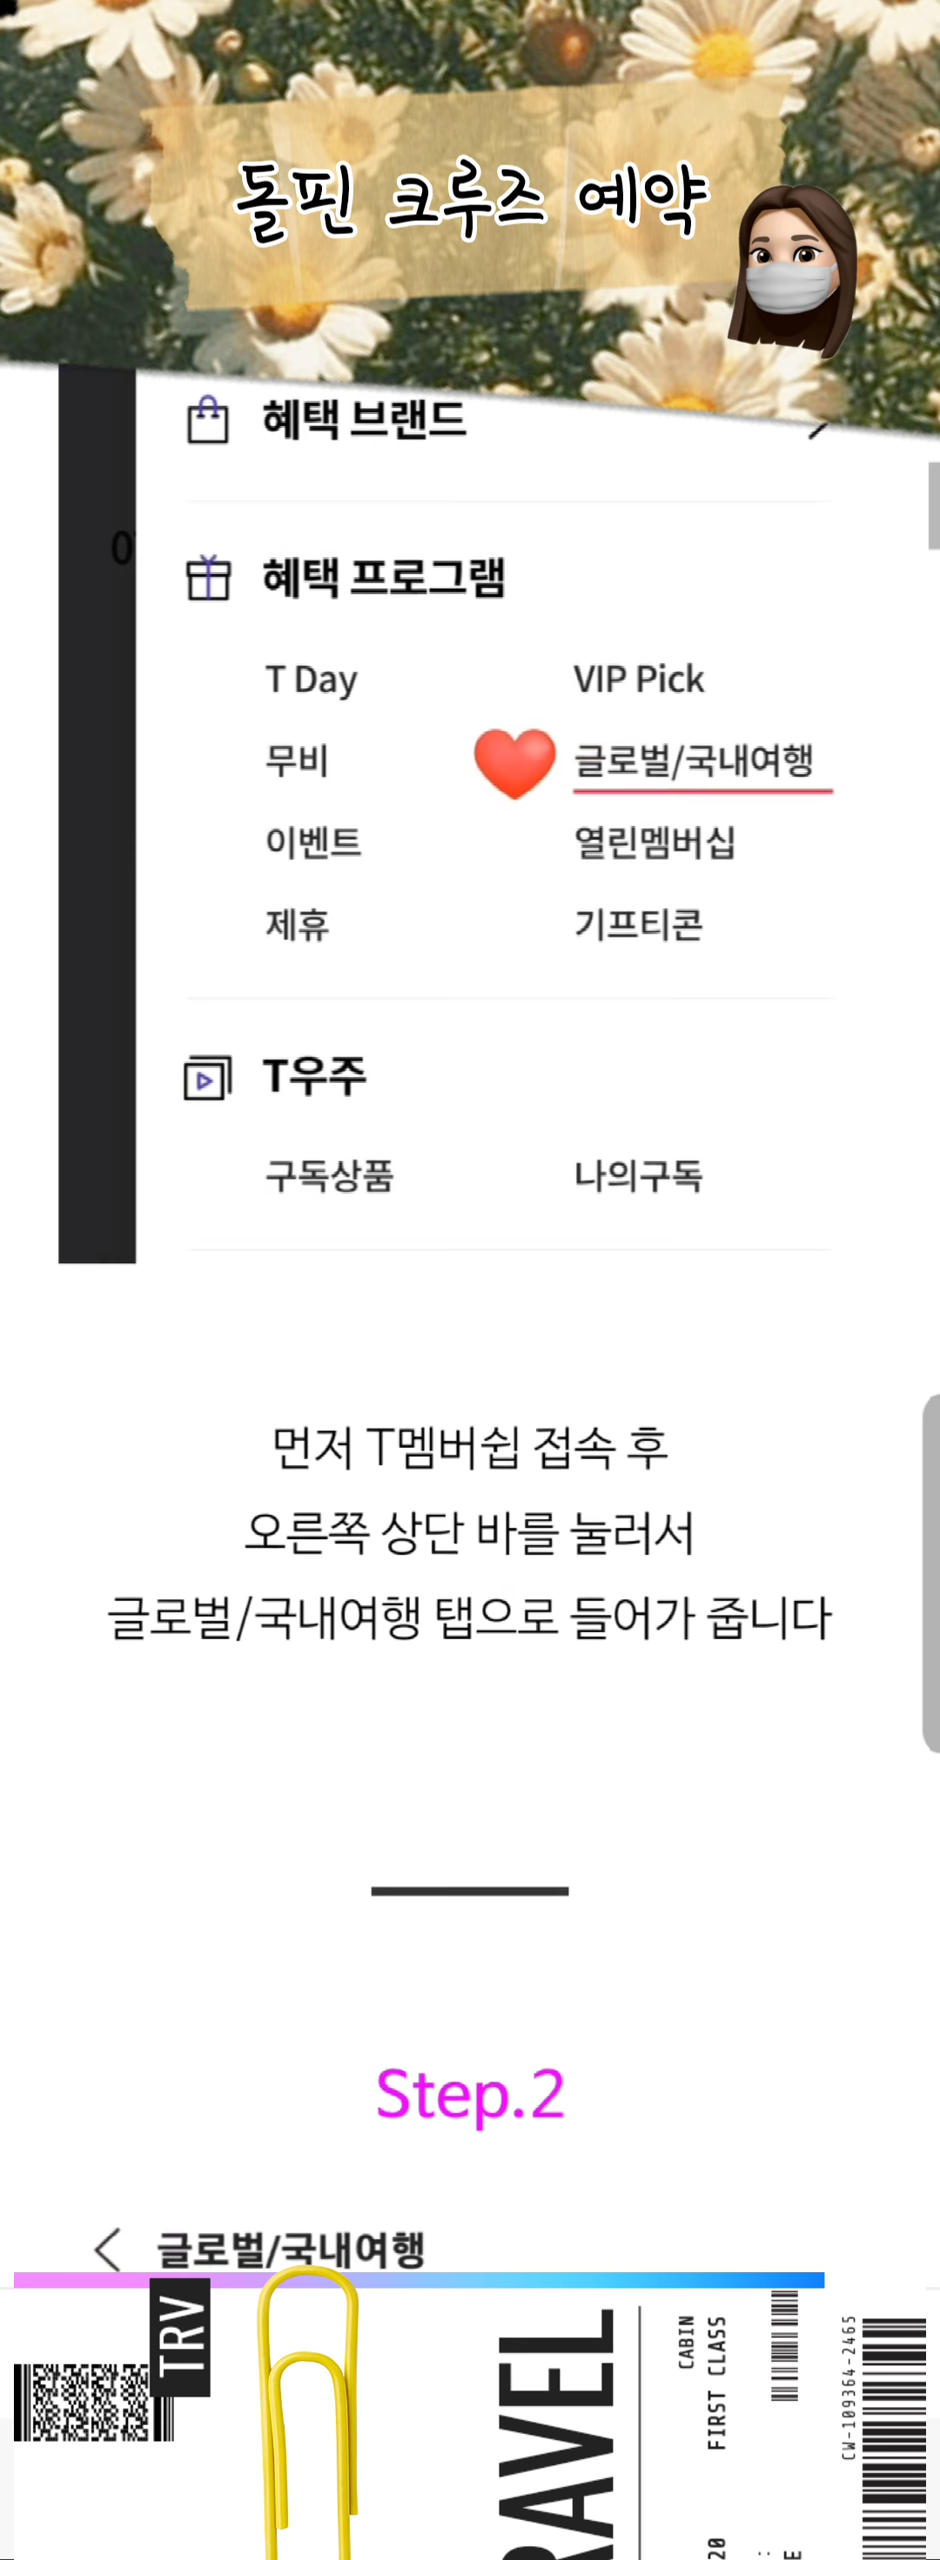 돌핀 크루즈 예약
혜택 브랜드
0
혜택 프로그램
T Day
VIP Pick
무비
글로벌/국내여행
이벤트
열린멤버십
제휴
기프티콘
T우주
구독상품
나의구독
먼저 T멤버쉽 접속 후
오른쪽 상단 바를 눌러서
글로벌/국내여행 탭으로 들어가 줍니다
Step.2
글로벌/국내여행
TRV
RAVEL
CABIN
FIRST CLASS
20
E
CW-109364-2465